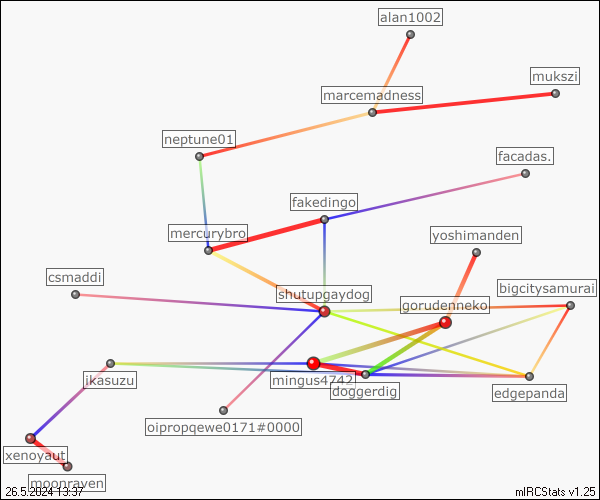 alan1002
mukszi
marcemadness
neptune01
facadas.
fakedingo
mercurybro
yoshimanden
csmaddi
bigcitysamurai
shutupgaydog
gorudenneko
ikasuzu
mingus4742
doggerdig
edgepanda
oipropqewe0171#0000
xenoyaut
moonraven
26.5.2024 13:37
mIRCStats v1.25